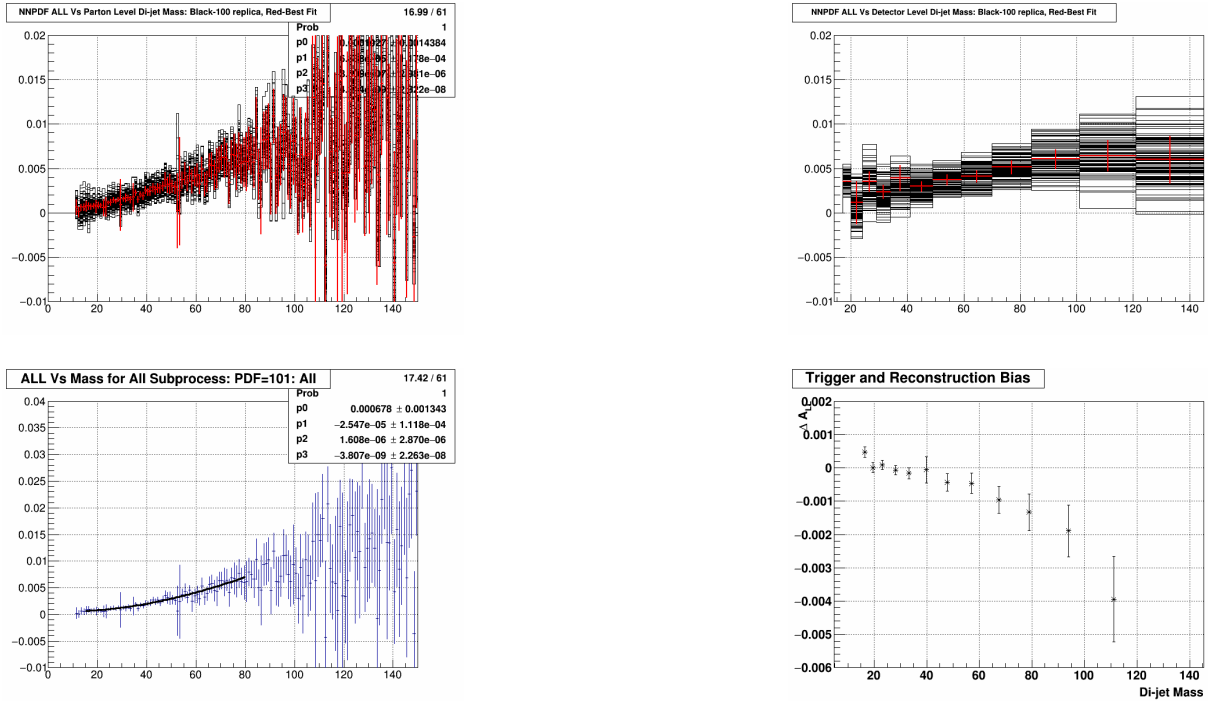 NNPDF ALL Vs Parton Level Di-jet Mass: Black-100 replica, Red-Best Fit
16.99 / 61
Prob 1
p0
p1
p2
p3
0.02
0.015
0.01
0.005
0
−0.005
−0.01
20 40 60 80 100 120 140
NNPDF ALL Vs Detector Level Di-jet Mass: Black-100 replica, Red-Best Fit
0.02
0.015
0.01
0.005
0
−0.005
−0.01
20 40 60 80 100 120 140
ALL Vs Mass for All Subprocess: PDF=101: All
17.42 / 61
Prob 1
p0 0.000678 ± 0.001343
p1 −2.547e−05 ± 1.118e−04
p2 1.608e−06 ± 2.870e−06
p3 −3.807e−09 ± 2.263e−08
0.04
0.035
0.03
0.025
0.02
0.015
0.01
0.005
0
−0.005
−0.01
20 40 60 80 100 120 140
Trigger and Reconstruction Bias
Δ A_LL
0.002
0.001
0
−0.001
−0.002
−0.003
−0.004
−0.005
−0.006
20 40 60 80 100 120 140
Di-jet Mass